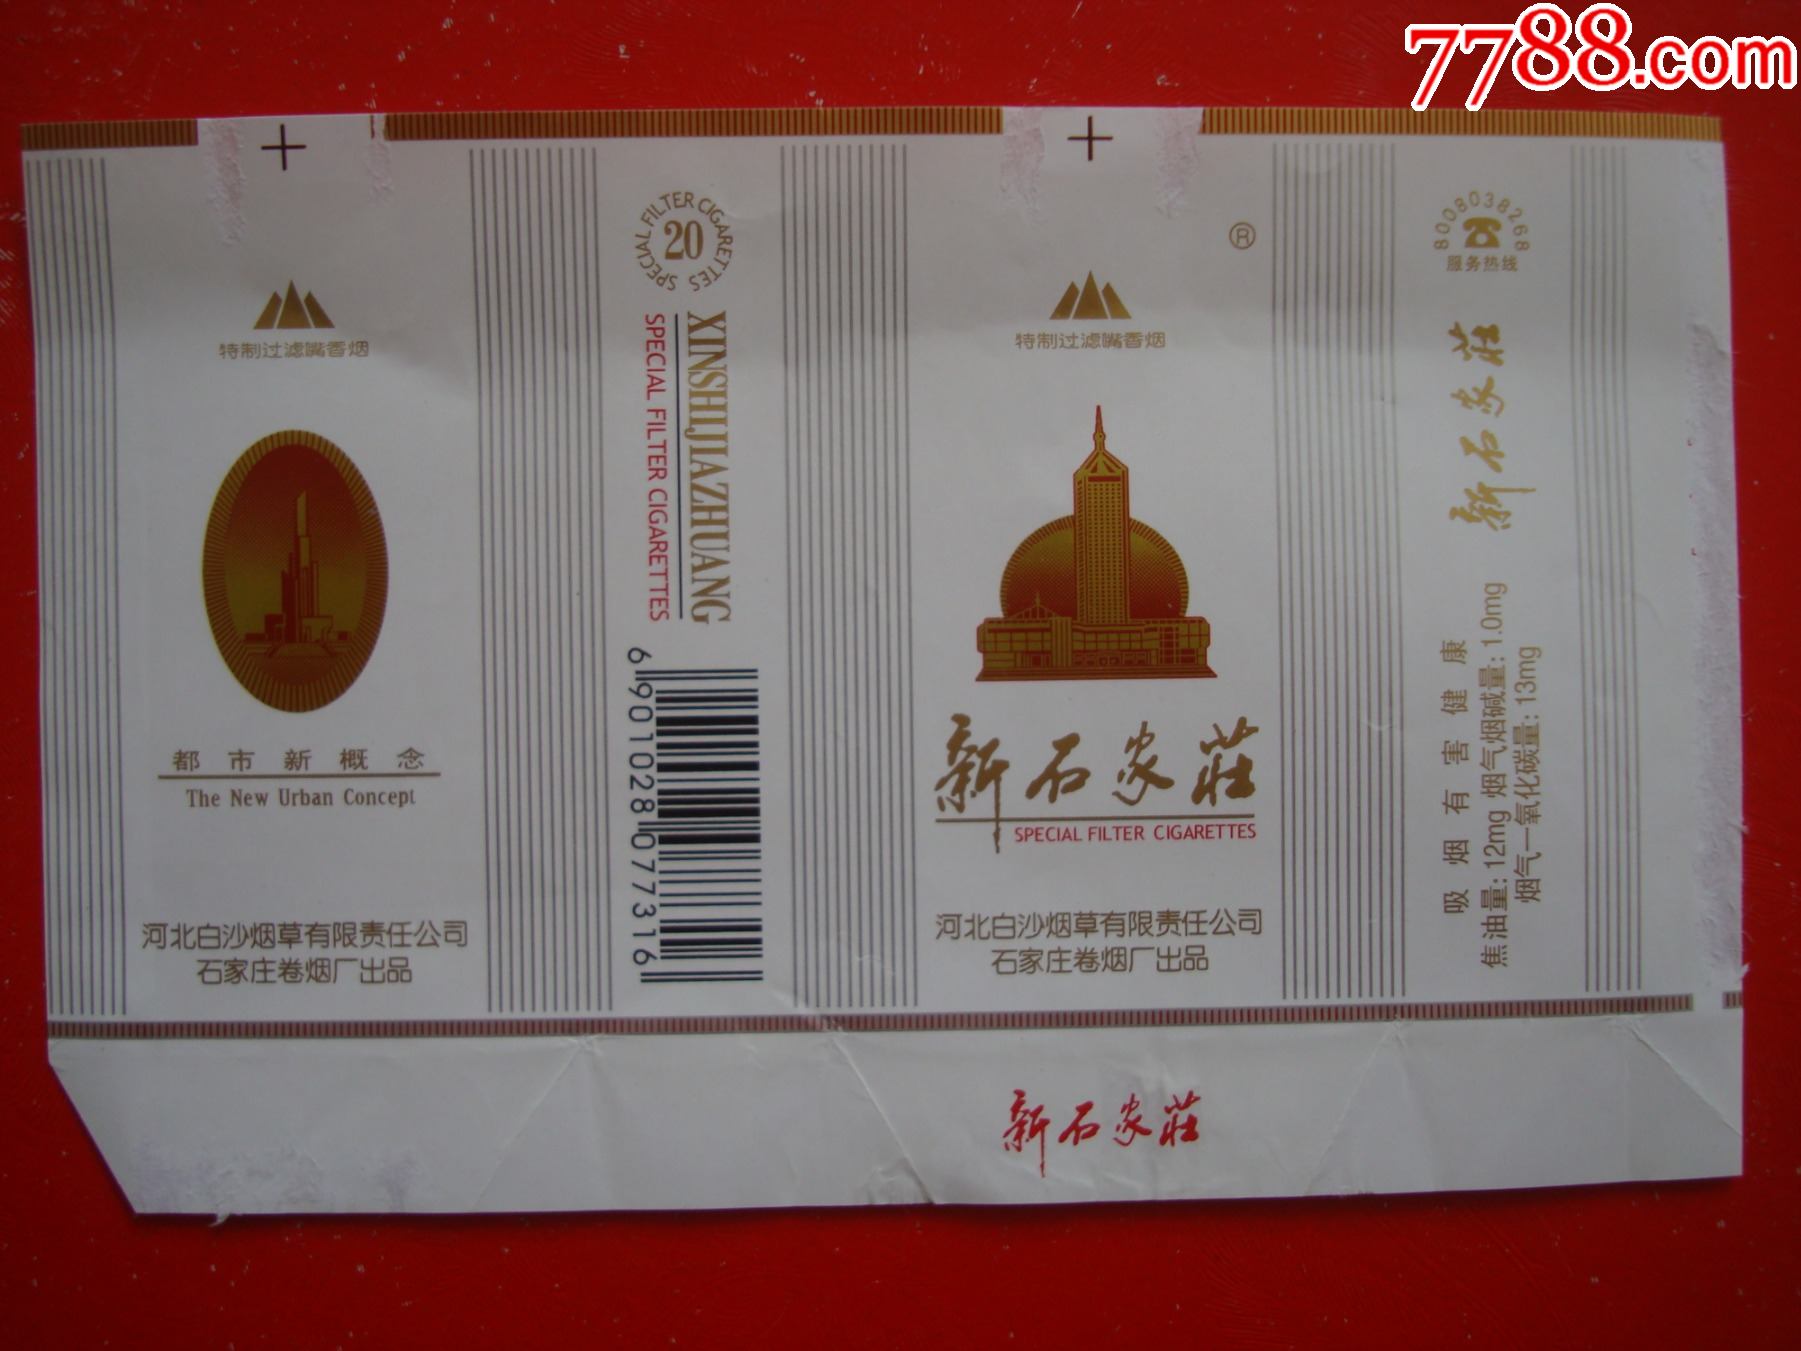 7788.com
特制过滤嘴香烟
都市新概念
The New Urban Concept
河北白沙烟草有限责任公司
石家庄卷烟厂出品
SPECIAL FILTER CIGARETTES
20
XINSHIJIAZHUANG
SPECIAL FILTER CIGARETTES
6 901028 077316
®
特制过滤嘴香烟
新石家莊
SPECIAL FILTER CIGARETTES
河北白沙烟草有限责任公司
石家庄卷烟厂出品
8008038268
服务热线
新石家莊
吸烟有害健康
焦油量:12mg 烟气烟碱量:1.0mg
烟气一氧化碳量:13mg
新石家莊